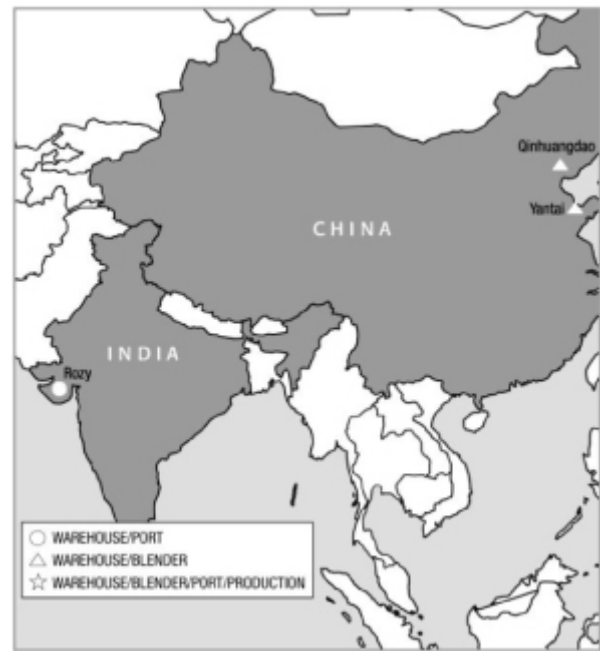 Qinhuangdao
Yantai
CHINA
INDIA
Rozy
WAREHOUSE/PORT
WAREHOUSE/BLENDER
WAREHOUSE/BLENDER/PORT/PRODUCTION